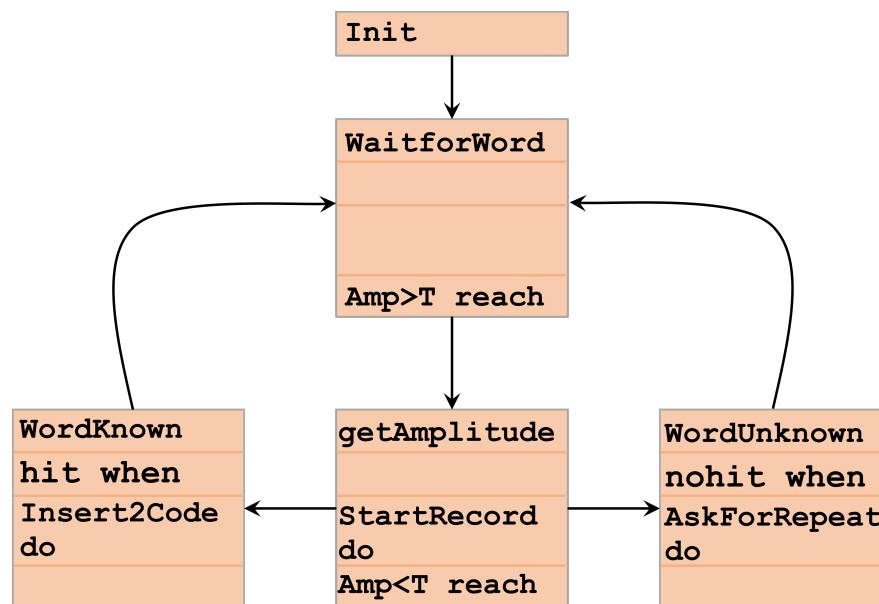 Init
WaitforWord
Amp>T reach
WordKnown
hit when
Insert2Code
do
getAmplitude
StartRecord
do
Amp<T reach
WordUnknown
nohit when
AskForRepeat
do